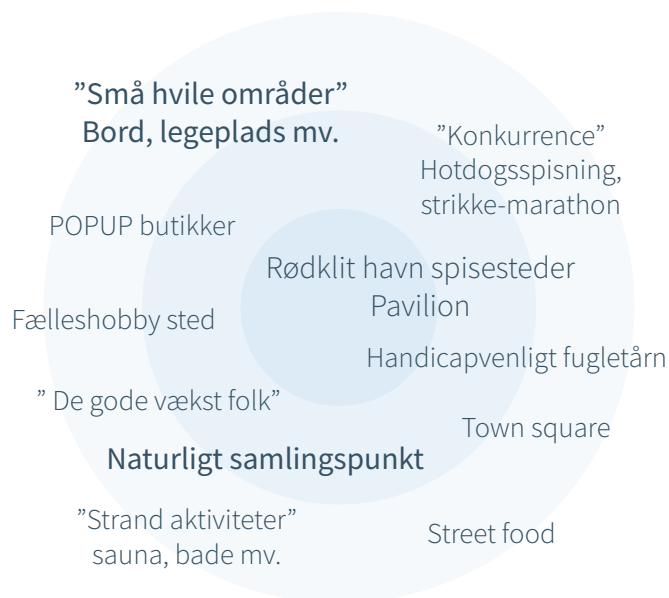 ”Små hvile områder”
Bord, legeplads mv.
”Konkurrence”
Hotdogsspisning,
strikke-marathon
POPUP butikker
Rødklit havn spisesteder
Pavilion
Fælleshobby sted
Handicapvenligt fugletårn
” De gode vækst folk”
Town square
Naturligt samlingspunkt
”Strand aktiviteter”
sauna, bade mv.
Street food